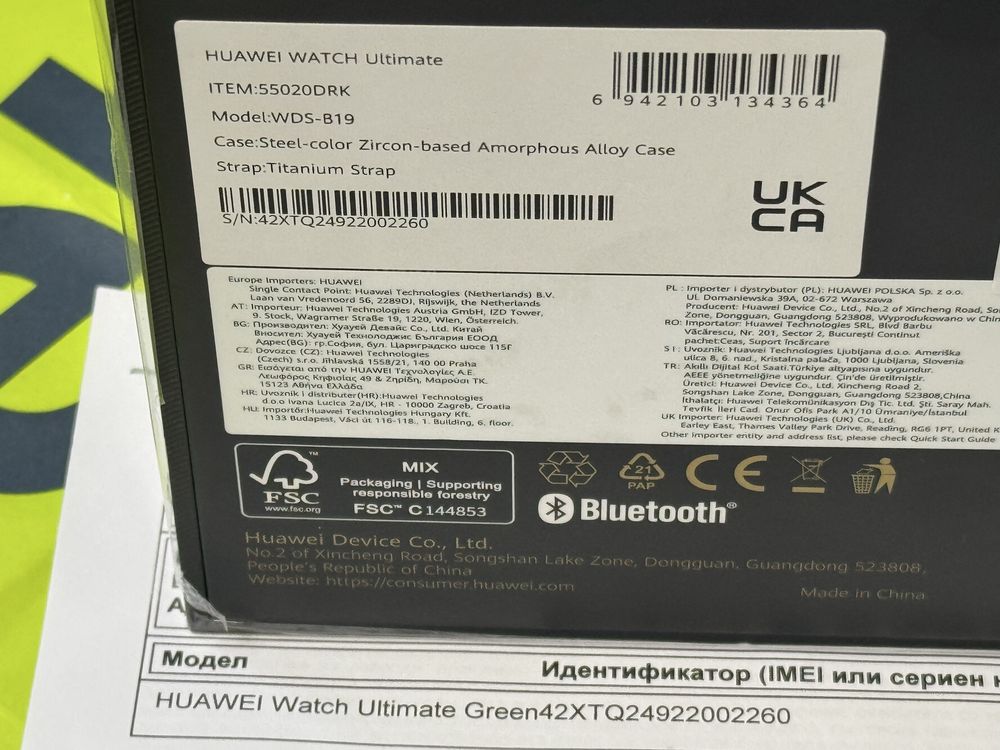 HUAWEI WATCH Ultimate
ITEM:55020DRK
Model:WDS-B19
Case:Steel-color Zircon-based Amorphous Alloy Case
Strap:Titanium Strap
S/N:42XTQ24922002260
6 942103 134364
UK
CA
Europe Importers: HUAWEI
Single Contact Point: Huawei Technologies (Netherlands) B.V.
Laan van Vredenoord 56, 2289DJ, Rijswijk, the Netherlands
AT: Importeur: Huawei Technologies Austria GmbH, IZD Tower,
9. Stock, Wagramer Straße 19, 1220, Wien, Österreich.
BG: Производител: Хуауей Девайс Ко., Лтд. Китай
Вносител: Хуауей Технолоджис България ЕООД
Адрес(BG): гр.София, бул. Цариградско шосе 115Г
CZ: Dovozce (CZ): Huawei Technologies
(Czech) s.r.o. Jihlavská 1558/21, 140 00 Praha
GR: Εισάγεται από την HUAWEI ΤΕΧΝΟΛΟΓΙΕΣ Α.Ε.
Λεωφόρος Κηφισίας 49 & Ζηρίδη, Μαρούσι ΤΚ.
15123 Αθήνα Ελλάδα
HR: Uvoznik i distributer(HR):Huawei Technologies
d.o.o Ivana Lucica 2a/IX, HR - 10000 Zagreb, Croatia
HU: Importőr:Huawei Technologies Hungary Kft.
1133 Budapest, Váci út 116-118., 1. Building, 6. floor.
PL : Importer i dystrybutor (PL): HUAWEI POLSKA Sp. z o.o.
Ul. Domaniewska 39A, 02-672 Warszawa
Producent: Huawei Device Co., Ltd., No.2 of Xincheng Road, Son
Zone, Dongguan, Guangdong 523808, Wyprodukowano w Chin
RO: Importator: Huawei Technologies SRL, Blvd Barbu
Văcărescu, Nr. 201, Sector 2, București Conținut
pachet:Ceas, Suport încărcare
SI : Uvoznik: Huawei Technologies Ljubljana d.o.o. Ameriška
ulica 8, 6. nad., Kristalna palača, 1000 Ljubljana, Slovenija
TR: Akıllı Dijital Kol Saati.Türkiye altyapısına uygundur.
AEEE yönetmeliğine uygundur. Çin'de üretilmiştir.
Üretici: Huawei Device Co., Ltd. Xincheng Road 2,
Songshan Lake Zone, Dongguan, Guangdong 523808,China
İthalatçı: Huawei Telekomünikasyon Dış Tic. Ltd. Şti. Saray Mah.
Tevfik İleri Cad. Onur Ofis Park A1/10 Ümraniye/İstanbul
UK Importer: Huawei Technologies (UK) Co., Ltd.
Earley East, Thames Valley Park Drive, Reading, RG6 1PT, United K
Other importer entity and address list, please check Quick Start Guide
FSC
www.fsc.org
MIX
Packaging | Supporting
responsible forestry
FSC™ C144853
21
PAP
CE
Bluetooth®
Huawei Device Co., Ltd.
No.2 of Xincheng Road, Songshan Lake Zone, Dongguan, Guangdong 523808,
People's Republic of China
Website: https://consumer.huawei.com
Made in China
Модел
Идентификатор (IMEI или сериен н
HUAWEI Watch Ultimate Green42XTQ24922002260